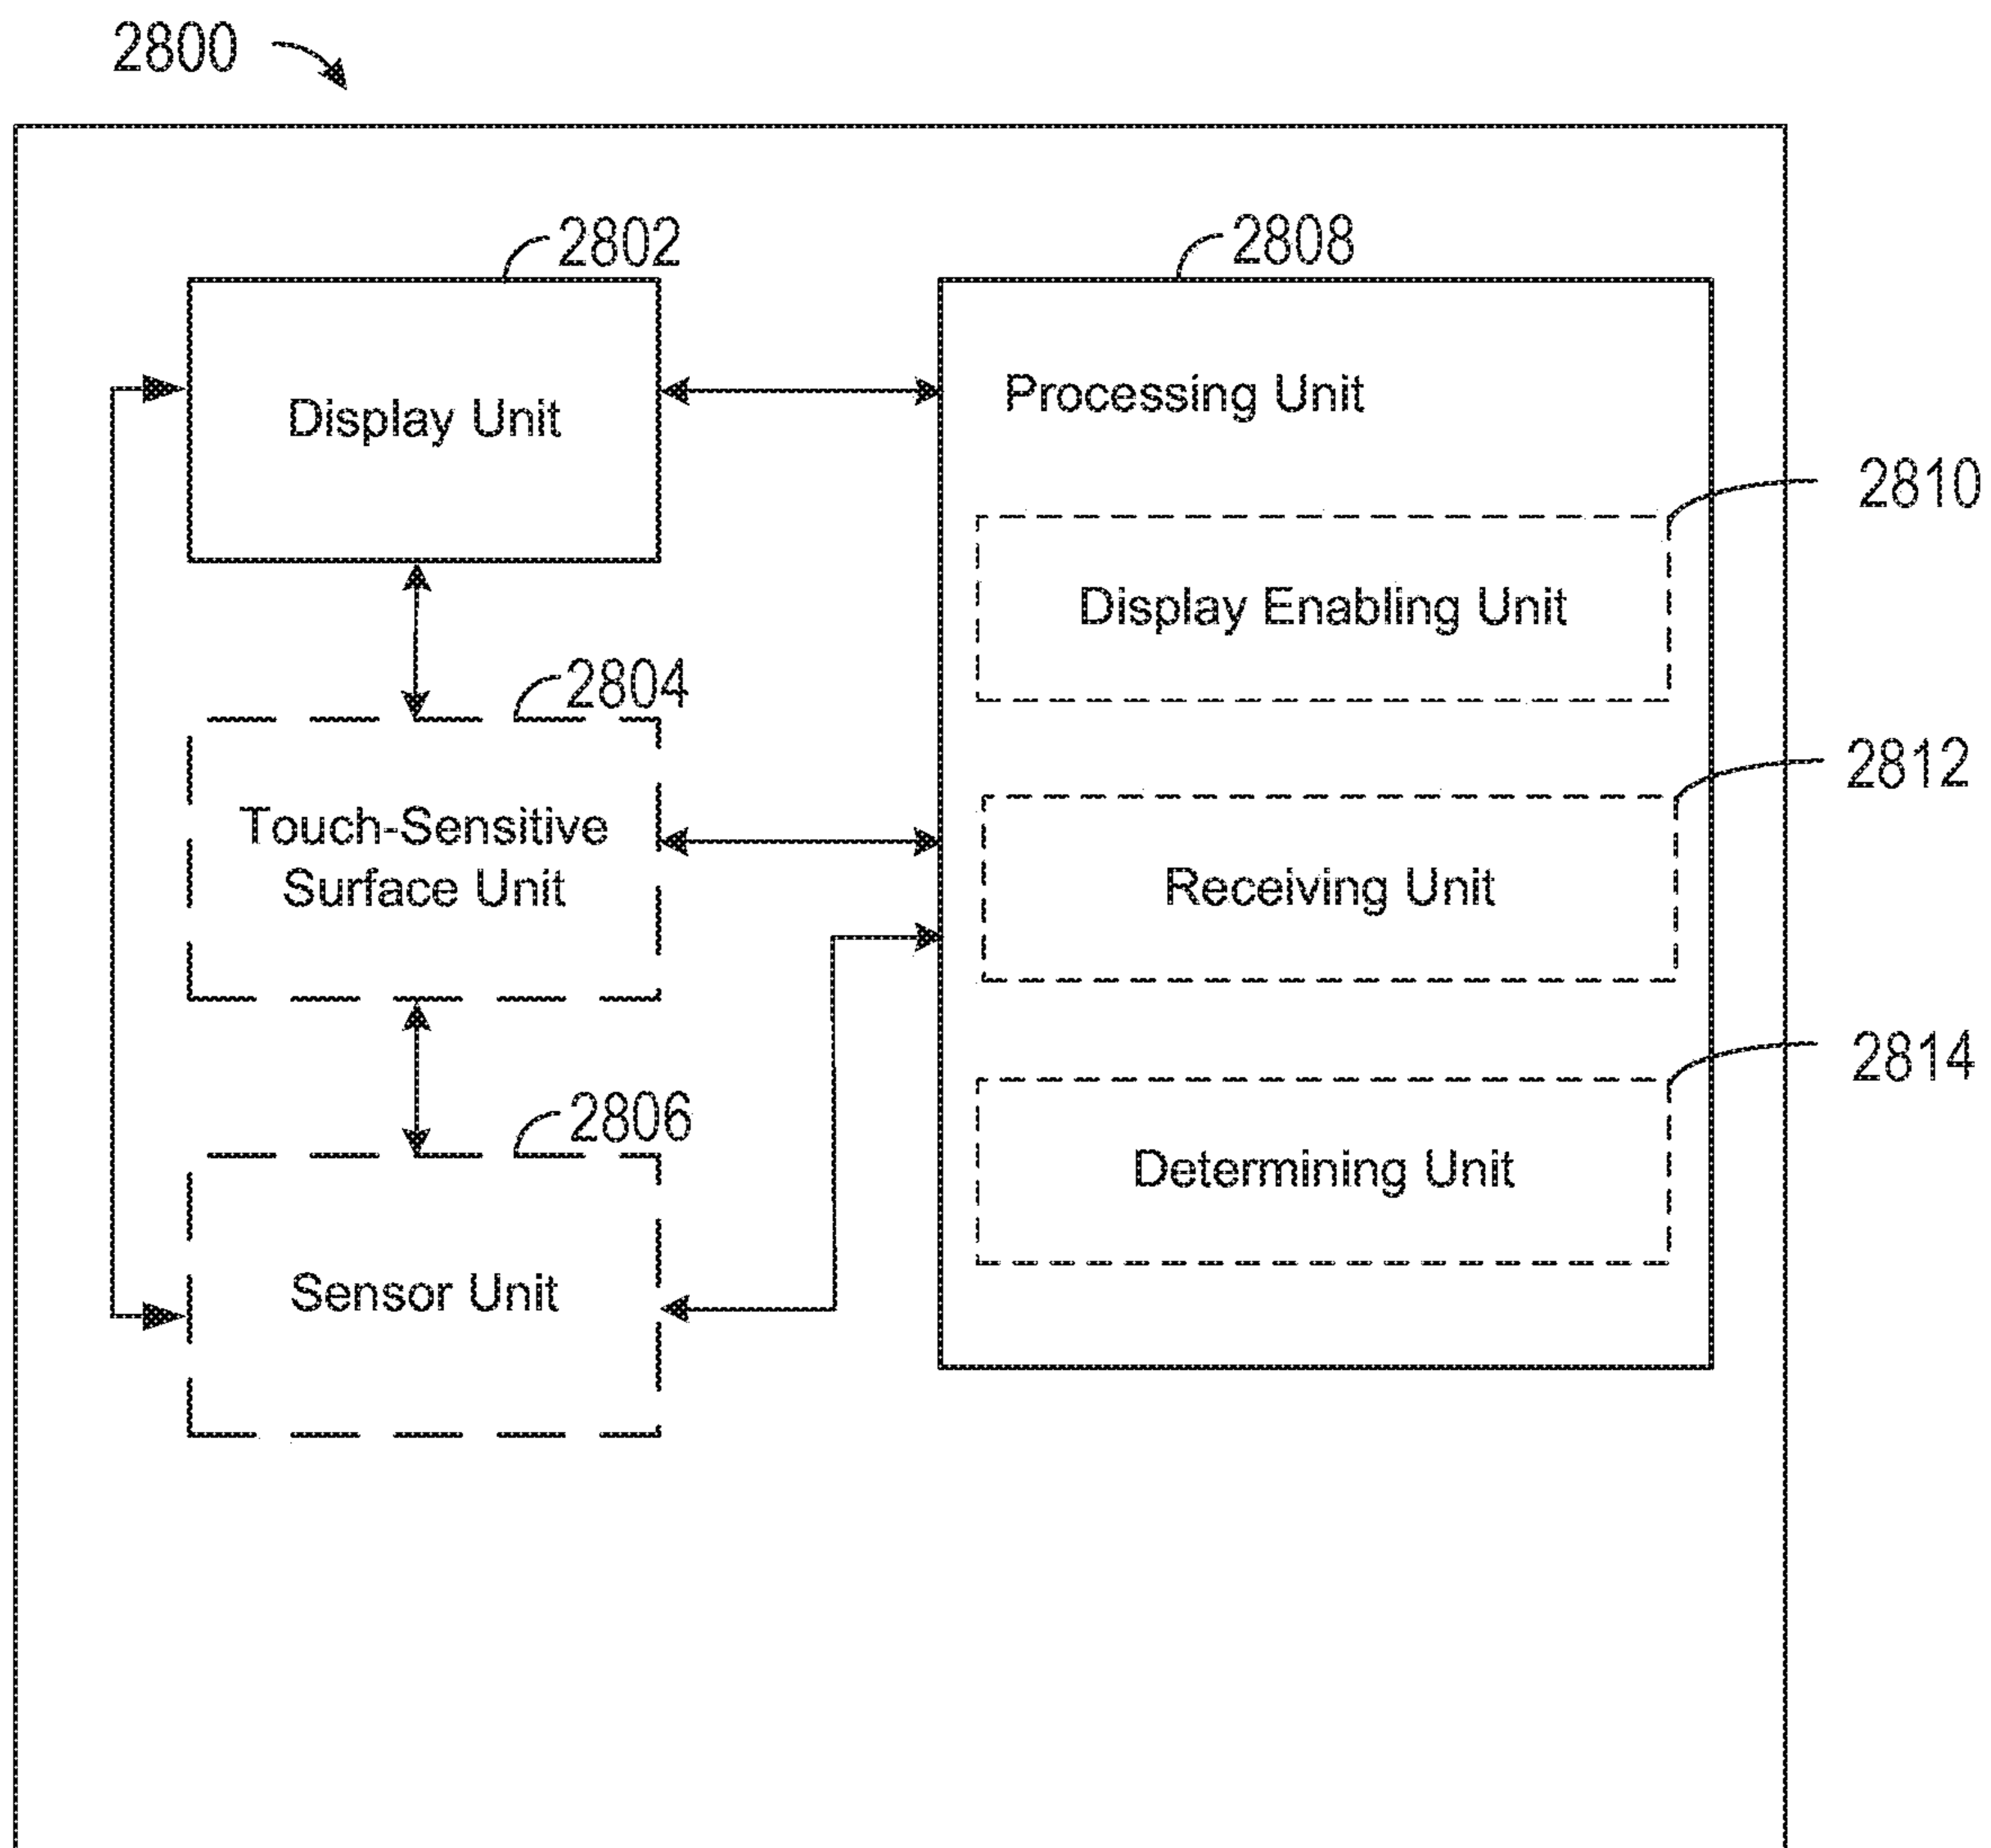 2800
2802
2808
Display Unit
Processing Unit
2810
Display Enabling Unit
2804
2812
Touch-Sensitive
Surface Unit
Receiving Unit
2806
2814
Determining Unit
Sensor Unit